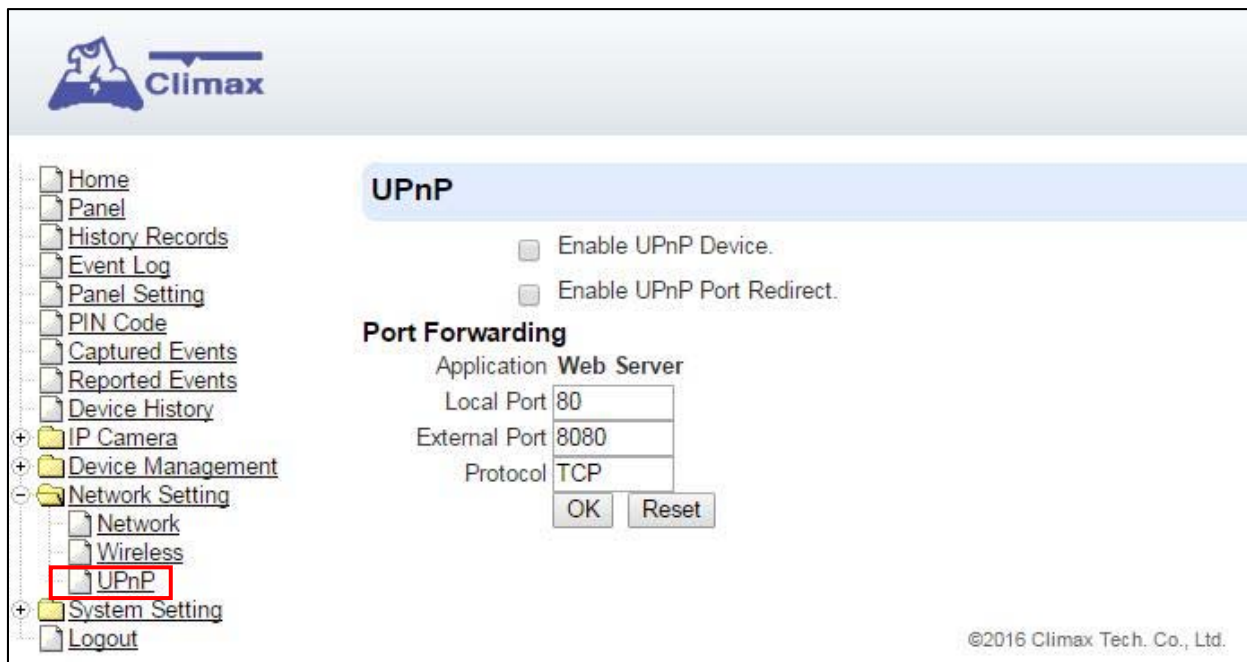 Climax
Home
Panel
History Records
Event Log
Panel Setting
PIN Code
Captured Events
Reported Events
Device History
IP Camera
Device Management
Network Setting
Network
Wireless
UPnP
System Setting
Logout
UPnP
Enable UPnP Device.
Enable UPnP Port Redirect.
Port Forwarding
Application Web Server
Local Port 80
External Port 8080
Protocol TCP
OK Reset
©2016 Climax Tech. Co., Ltd.